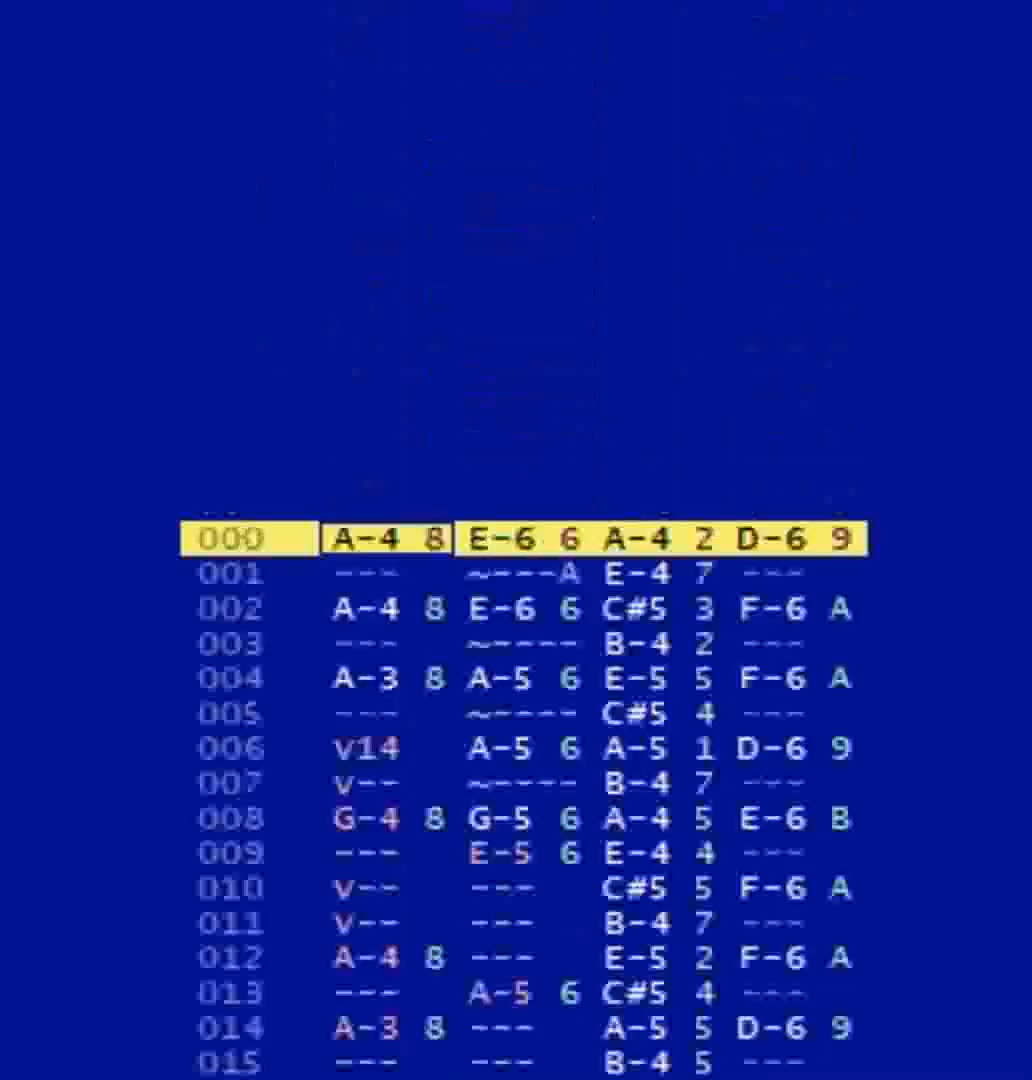 000 A-4 8 E-6 6 A-4 2 D-6 9
001 --- ~----A E-4 7 ---
002 A-4 8 E-6 6 C#5 3 F-6 A
003 --- ~---- B-4 2 ---
004 A-3 8 A-5 6 E-5 5 F-6 A
005 --- ~---- C#5 4 ---
006 v14 A-5 6 A-5 1 D-6 9
007 v-- ~---- B-4 7 ---
008 G-4 8 G-5 6 A-4 5 E-6 B
009 --- E-5 6 E-4 4 ---
010 v-- --- C#5 5 F-6 A
011 v-- --- B-4 7 ---
012 A-4 8 --- E-5 2 F-6 A
013 --- A-5 6 C#5 4 ---
014 A-3 8 --- A-5 5 D-6 9
015 --- --- B-4 5 ---